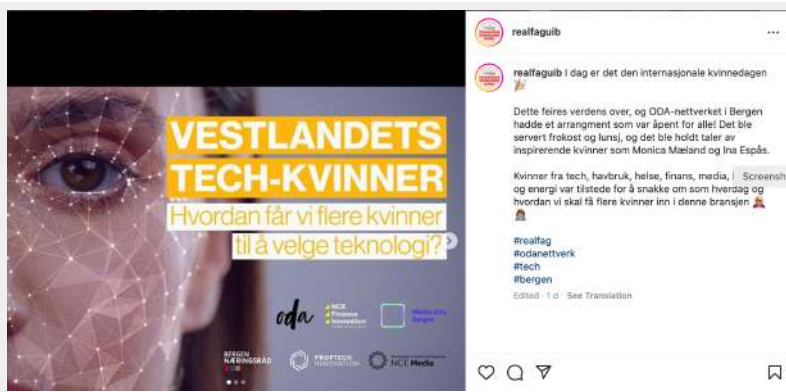 VESTLANDETS
TECH-KVINNER
Hvordan får vi flere kvinner
til å velge teknologi?
oda
NCE
Finance
Innovation
Media City
Bergen
BERGEN
NÆRINGSRÅD
PROPTECH
INNOVATION
NCE Media
realfaguib
realfaguib I dag er det den internasjonale kvinnedagen
Dette feires verdens over, og ODA-nettverket i Bergen
hadde et arrangment som var åpent for alle! Det ble
servert frokost og lunsj, og det ble holdt taler av
inspirerende kvinner som Monica Mæland og Ina Espås.
Kvinner fra tech, havbruk, helse, finans, media,
Screensh
og energi var tilstede for å snakke om som hverdag og
hvordan vi skal få flere kvinner inn i denne bransjen
#realfag
#odanettverk
#tech
#bergen
Edited · 1 d · See Translation